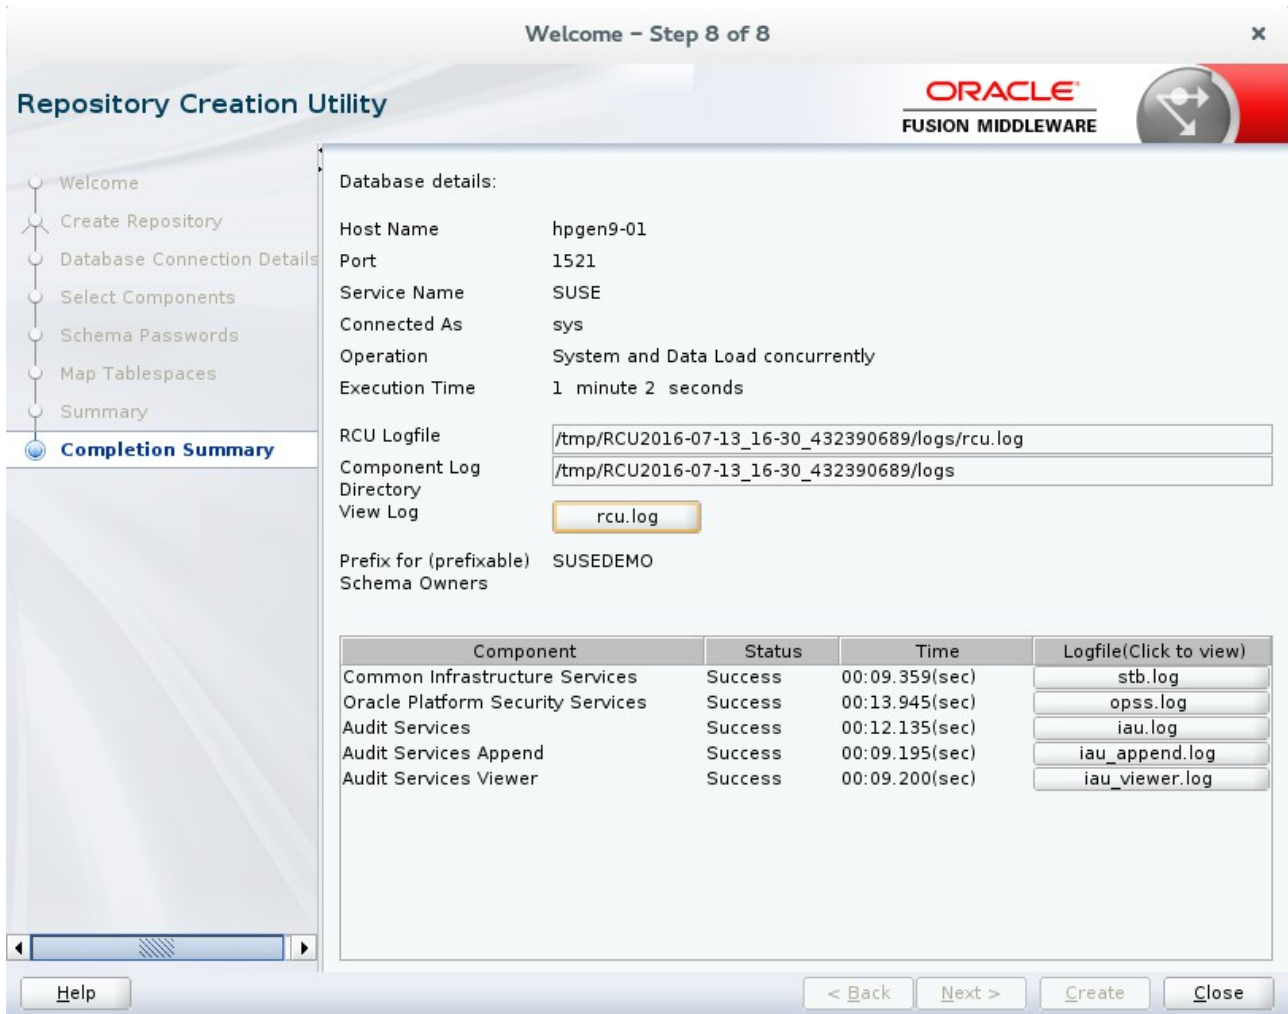 Welcome – Step 8 of 8
Repository Creation Utility
ORACLE
FUSION MIDDLEWARE
Welcome
Create Repository
Database Connection Details
Select Components
Schema Passwords
Map Tablespaces
Summary
Completion Summary
Database details:
Host Name hpgen9-01
Port 1521
Service Name SUSE
Connected As sys
Operation System and Data Load concurrently
Execution Time 1 minute 2 seconds
RCU Logfile /tmp/RCU2016-07-13_16-30_432390689/logs/rcu.log
Component Log /tmp/RCU2016-07-13_16-30_432390689/logs
Directory
View Log rcu.log
Prefix for (prefixable) SUSEDEMO
Schema Owners
Component Status Time Logfile(Click to view)
Common Infrastructure Services Success 00:09.359(sec) stb.log
Oracle Platform Security Services Success 00:13.945(sec) opss.log
Audit Services Success 00:12.135(sec) iau.log
Audit Services Append Success 00:09.195(sec) iau_append.log
Audit Services Viewer Success 00:09.200(sec) iau_viewer.log
Help < Back Next > Create Close